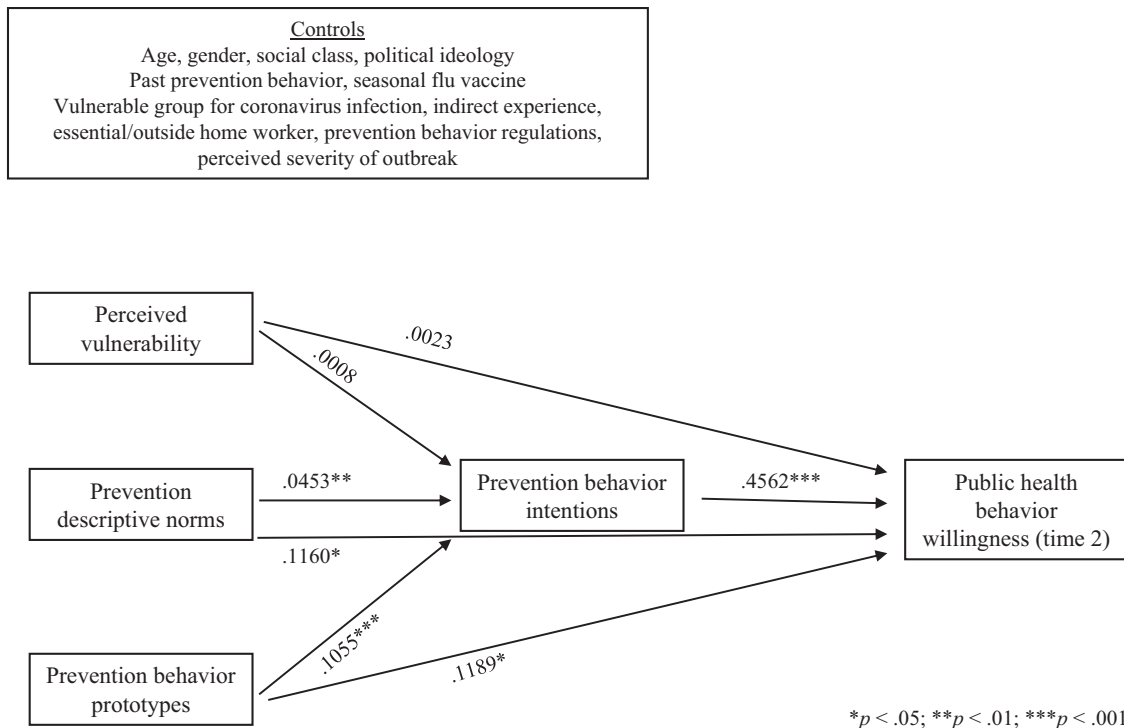 Controls
Age, gender, social class, political ideology
Past prevention behavior, seasonal flu vaccine
Vulnerable group for coronavirus infection, indirect experience,
essential/outside home worker, prevention behavior regulations,
perceived severity of outbreak
Perceived
vulnerability
.0023
.0008
Prevention
descriptive norms
.0453**
Prevention behavior
intentions
.4562***
Public health
behavior
willingness (time 2)
.1160*
.1055***
.1189*
Prevention behavior
prototypes
*p < .05; **p < .01; ***p < .001